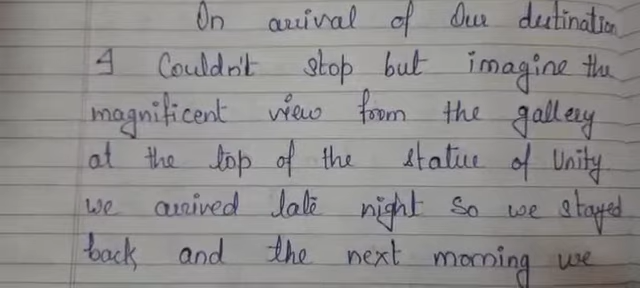 On arrival of Our destination
I Couldn't stop but imagine the
magnificent view from the gallery
at the top of the statue of Unity
we arrived late night so we stayed
back, and the next morning we